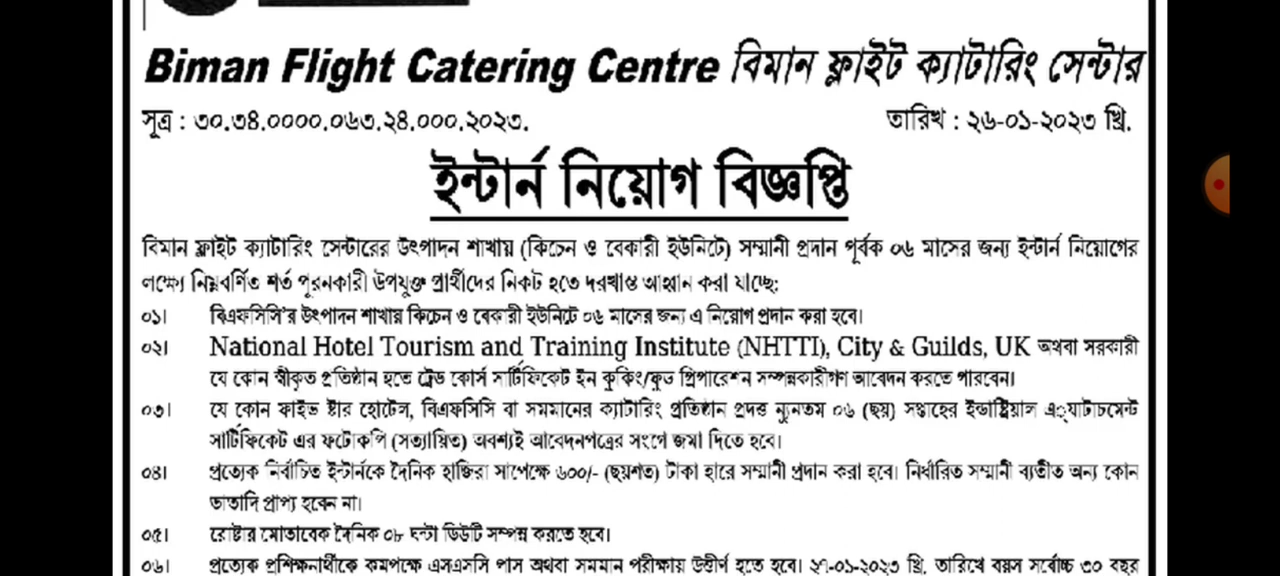 Biman Flight Catering Centre বিমান ফ্লাইট ক্যাটারিং সেন্টার
সূত্র : ৩০.৩৪.০০০০.০৬৩.২৪.০০০.২০২৩. তারিখ : ২৬-০১-২০২৩ খ্রি.
ইন্টার্ন নিয়োগ বিজ্ঞপ্তি
বিমান ফ্লাইট ক্যাটারিং সেন্টারের উৎপাদন শাখায় (কিচেন ও বেকারী ইউনিটে) সম্মানী প্রদান পূর্বক ০৬ মাসের জন্য ইন্টার্ন নিয়োগের
লক্ষ্যে নিম্নবর্ণিত শর্ত পূরনকারী উপযুক্ত প্রার্থীদের নিকট হতে দরখাস্ত আহ্বান করা যাচ্ছে:
০১। বিএফসিসি'র উৎপাদন শাখায় কিচেন ও বেকারী ইউনিটে ০৬ মাসের জন্য এ নিয়োগ প্রদান করা হবে।
০২। National Hotel Tourism and Training Institute (NHTTI), City & Guilds, UK অথবা সরকারী
যে কোন স্বীকৃত প্রতিষ্ঠান হতে ট্রেড কোর্স সার্টিফিকেট ইন কুকিং/ফুড প্রিপারেশন সম্পন্নকারীগণ আবেদন করতে পারবেন।
০৩। যে কোন ফাইভ ষ্টার হোটেল, বিএফসিসি বা সমমানের ক্যাটারিং প্রতিষ্ঠান প্রদত্ত ন্যুনতম ০৬ (ছয়) সপ্তাহের ইন্ডাষ্ট্রিয়াল এ্যাটাচমেন্ট
সার্টিফিকেট এর ফটোকপি (সত্যায়িত) অবশ্যই আবেদনপত্রের সংগে জমা দিতে হবে।
০৪। প্রত্যেক নির্বাচিত ইন্টার্নকে দৈনিক হাজিরা সাপেক্ষে ৬০০/- (ছয়শত) টাকা হারে সম্মানী প্রদান করা হবে। নির্ধারিত সম্মানী ব্যতীত অন্য কোন
ভাতাদি প্রাপ্য হবেন না।
০৫। রোষ্টার মোতাবেক দৈনিক ০৮ ঘন্টা ডিউটি সম্পন্ন করতে হবে।
০৬। প্রত্যেক প্রশিক্ষনার্থীকে কমপক্ষে এসএসসি পাস অথবা সমমান পরীক্ষায় উত্তীর্ণ হতে হবে। ২৭-০১-২০২৩ খ্রি. তারিখে বয়স সর্বোচ্চ ৩০ বছর